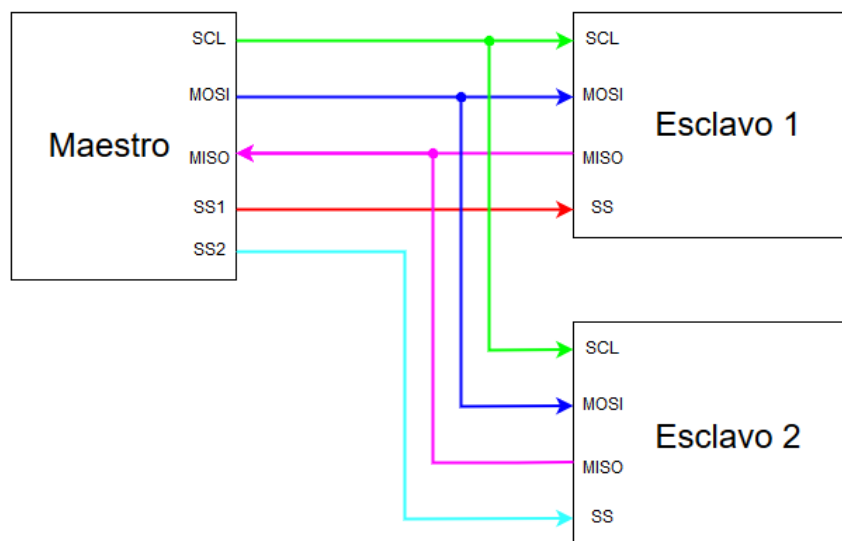 Maestro
SCL
MOSI
MISO
SS1
SS2
SCL
MOSI
MISO
SS
Esclavo 1
SCL
MOSI
MISO
SS
Esclavo 2